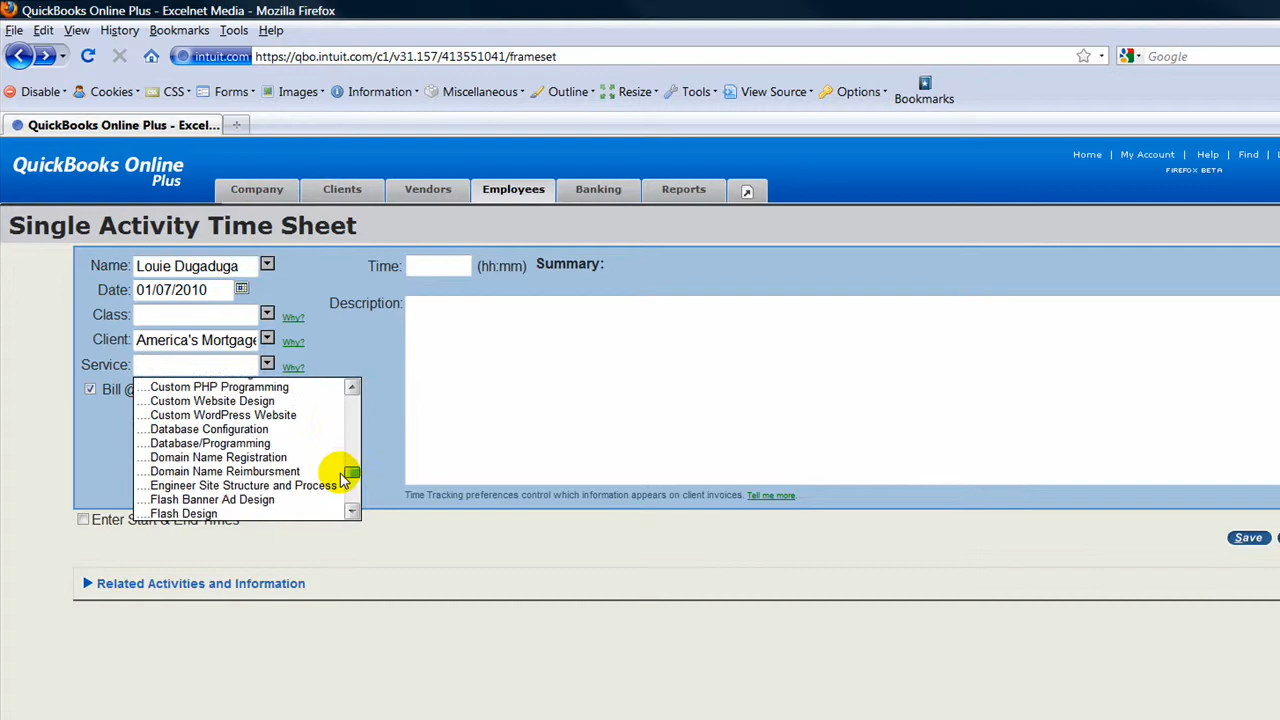 QuickBooks Online Plus - Excelnet Media - Mozilla Firefox
File Edit View History Bookmarks Tools Help
intuit.com https://qbo.intuit.com/c1/v31.157/413551041/frameset Google
Disable Cookies CSS Forms Images Information Miscellaneous Outline Resize Tools View Source Options Bookmarks
QuickBooks Online Plus - Excel...
QuickBooks Online
Plus
Home | My Account | Help | Find |
FIREFOX BETA
Company Clients Vendors Employees Banking Reports
Single Activity Time Sheet
Name: Louie Dugaduga Time: (hh:mm) Summary:
Date: 01/07/2010
Description:
Class: Why?
Client: America's Mortgage Why?
Service: Why?
Bill @
....Custom PHP Programming
....Custom Website Design
....Custom WordPress Website
....Database Configuration
....Database/Programming
....Domain Name Registration
....Domain Name Reimbursment
....Engineer Site Structure and Process
....Flash Banner Ad Design
....Flash Design
Time Tracking preferences control which information appears on client invoices. Tell me more.
Enter Start & End Times
Save
Related Activities and Information